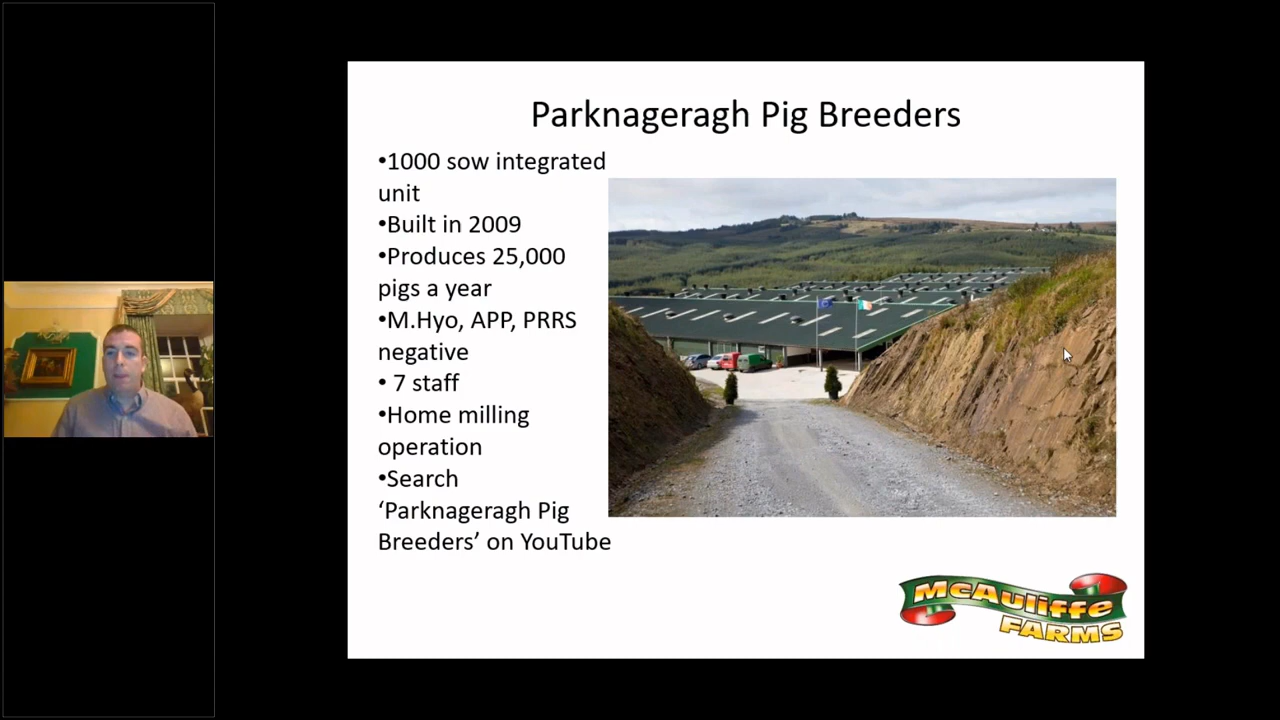 Parknageragh Pig Breeders
•1000 sow integrated
unit
•Built in 2009
•Produces 25,000
pigs a year
•M.Hyo, APP, PRRS
negative
• 7 staff
•Home milling
operation
•Search
‘Parknageragh Pig
Breeders’ on YouTube
McAuliffe
FARMS